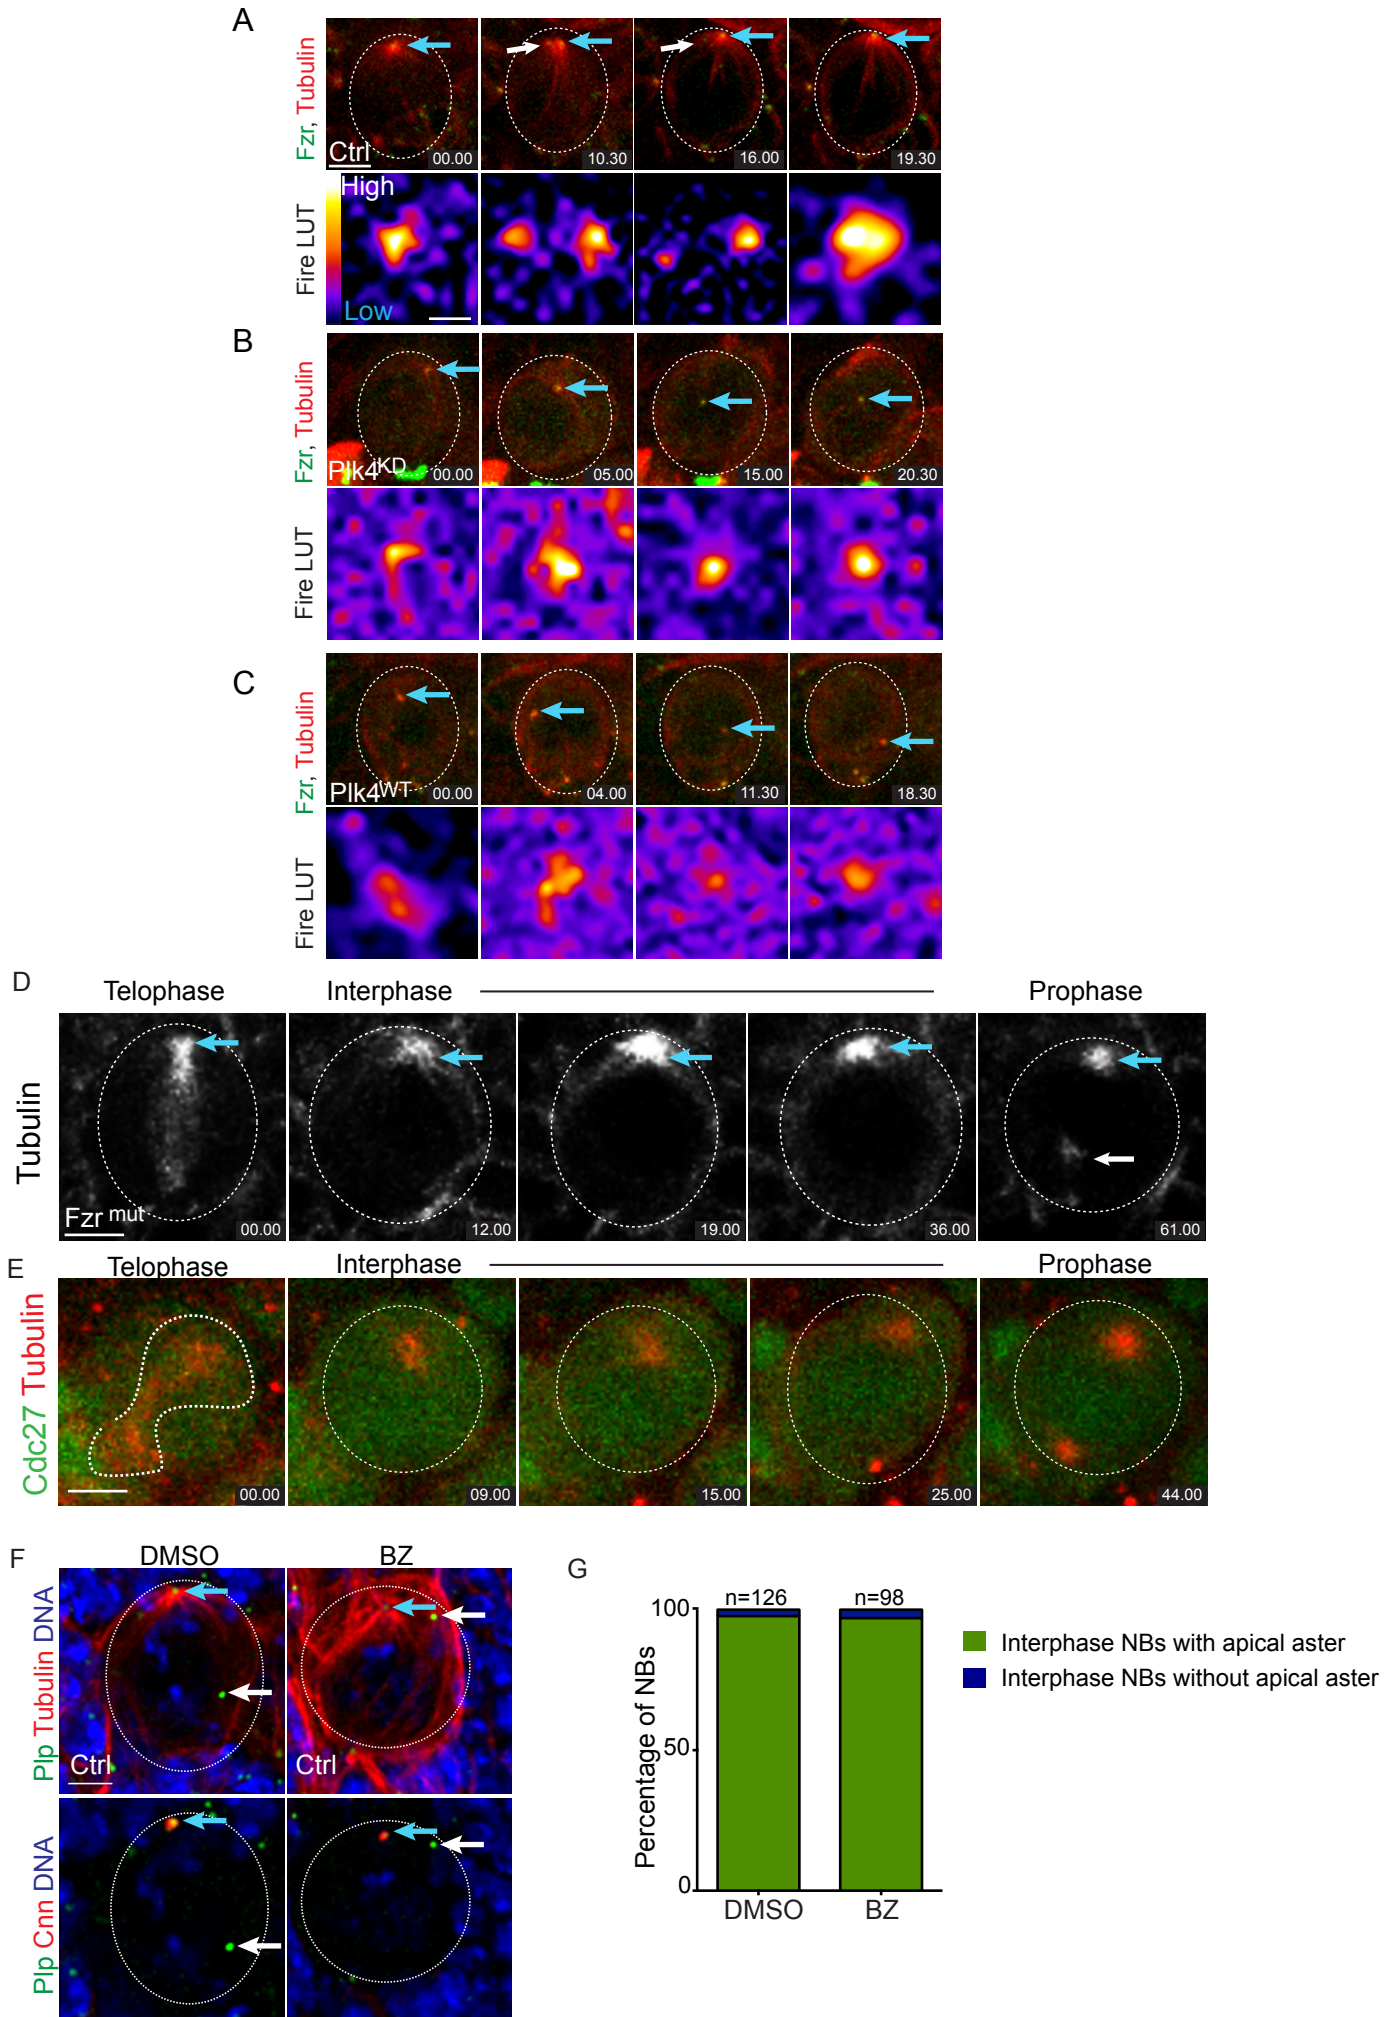 A
Fzr, Tubulin
Ctrl
00.00
10.30
16.00
19.30
Fire LUT
High
Low
B
Fzr, Tubulin
Plk4KD
00.00
05.00
15.00
20.30
Fire LUT
C
Fzr, Tubulin
Plk4WT
00.00
04.00
11.30
18.30
Fire LUT
D
Telophase
Interphase
Prophase
Tubulin
Fzr mut
00.00
12.00
19.00
36.00
61.00
E
Telophase
Interphase
Prophase
Cdc27 Tubulin
00.00
09.00
15.00
25.00
44.00
F
DMSO
BZ
Plp Tubulin DNA
Ctrl
Ctrl
Plp Cnn DNA
G
n=126
n=98
100
50
0
Percentage of NBs
DMSO
BZ
Interphase NBs with apical aster
Interphase NBs without apical aster